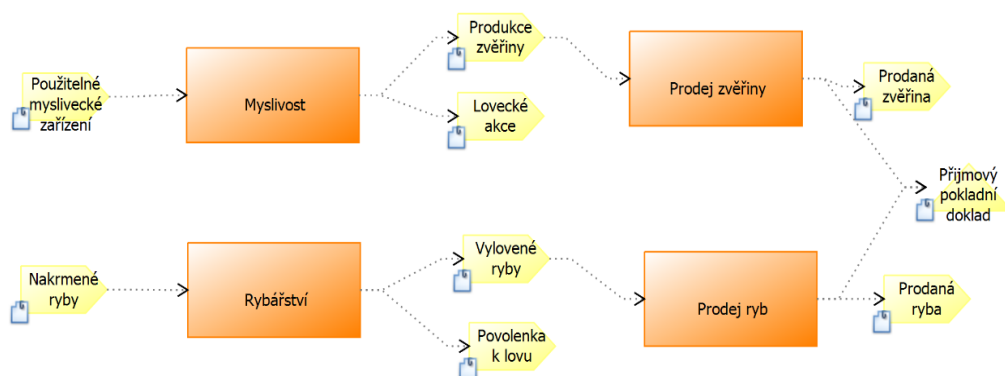 Použitelné
myslivecké
zařízení
Myslivost
Produkce
zvěřiny
Lovecké
akce
Prodej zvěřiny
Prodaná
zvěřina
Přijmový
pokladní
doklad
Nakrmené
ryby
Rybářství
Vylovené
ryby
Povolenka
k lovu
Prodej ryb
Prodaná
ryba